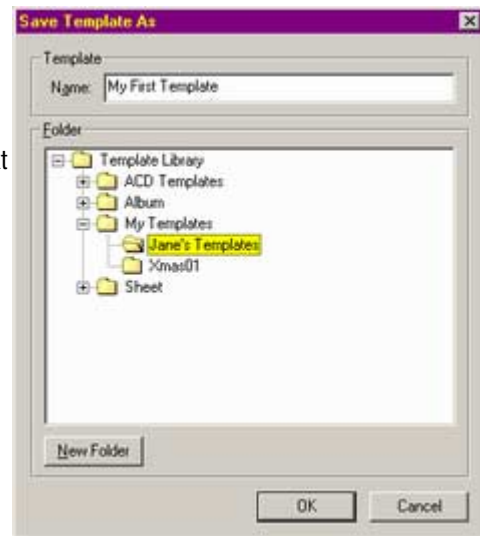 Save Template As
Template
Name: My First Template
Folder
Template Library
ACD Templates
Album
My Templates
Jane's Templates
Xmas01
Sheet
New Folder
OK Cancel